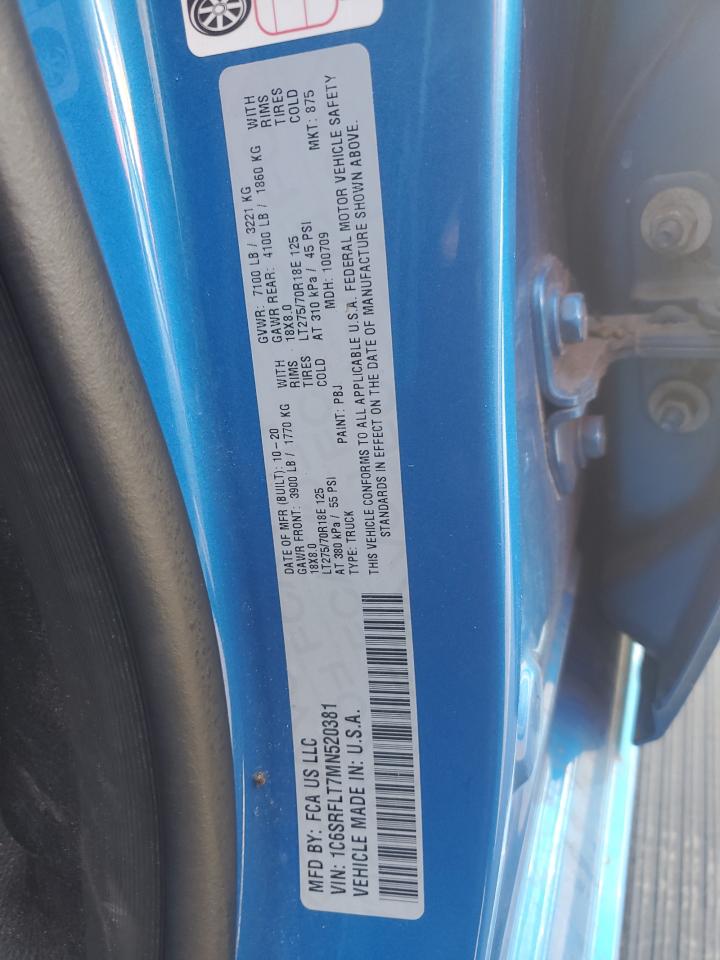 MFD BY: FCA US LLC
VIN: 1C6SRFLT7MN520381
VEHICLE MADE IN: U.S.A.
DATE OF MFR (BUILT): 10-20 GVWR: 7100 LB / 3221 KG
GAWR FRONT: 3900 LB / 1770 KG WITH GAWR REAR: 4100 LB / 1860 KG WITH
18X8.0 RIMS 18X8.0 RIMS
LT275/70R18E 125 TIRES LT275/70R18E 125 TIRES
AT 380 kPa / 55 PSI COLD AT 310 kPa / 45 PSI COLD
TYPE: TRUCK PAINT: PBJ MDH: 100709 MKT: 875
THIS VEHICLE CONFORMS TO ALL APPLICABLE U.S.A. FEDERAL MOTOR VEHICLE SAFETY
STANDARDS IN EFFECT ON THE DATE OF MANUFACTURE SHOWN ABOVE.